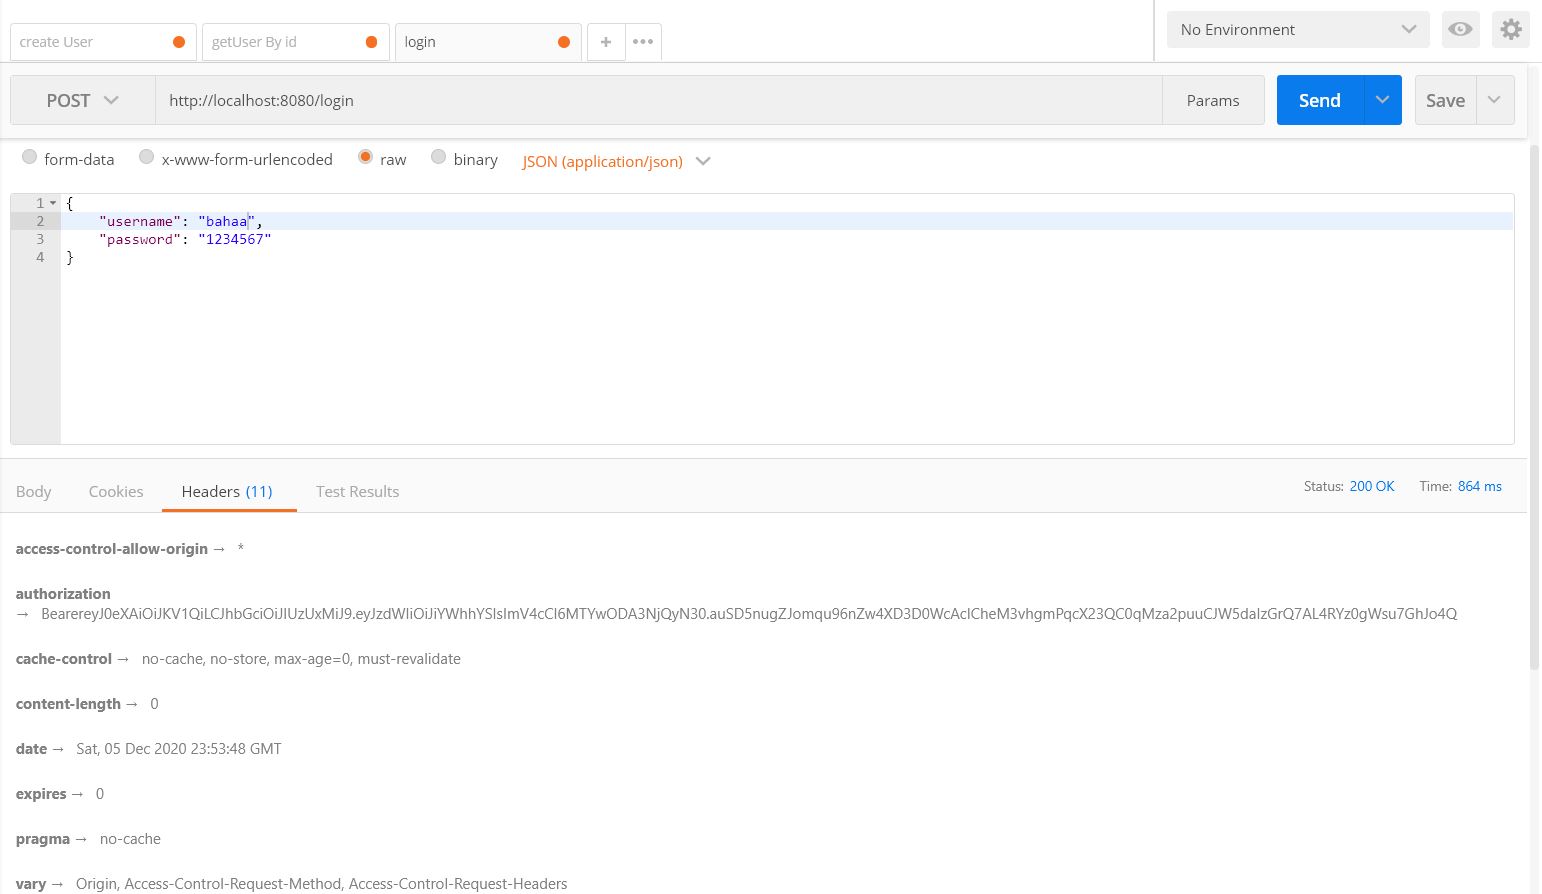 create User
getUser By id
login
No Environment
POST
http://localhost:8080/login
Params
Send
Save
form-data
x-www-form-urlencoded
raw
binary
JSON (application/json)
1 {
2 "username": "bahaa",
3 "password": "1234567"
4 }
Body
Cookies
Headers (11)
Test Results
Status: 200 OK
Time: 864 ms
access-control-allow-origin → *
authorization
→ BearereyJ0eXAiOiJKV1QiLCJhbGciOiJIUzUxMiJ9.eyJzdWIiOiJiYWhhYSIsImV4cCI6MTYwODA3NjQyN30.auSD5nugZJomqu96nZw4XD3D0WcAcICheM3vhgmPqcX23QC0qMza2puuCJW5daIzGrQ7AL4RYz0gWsu7GhJo4Q
cache-control → no-cache, no-store, max-age=0, must-revalidate
content-length → 0
date → Sat, 05 Dec 2020 23:53:48 GMT
expires → 0
pragma → no-cache
vary → Origin, Access-Control-Request-Method, Access-Control-Request-Headers